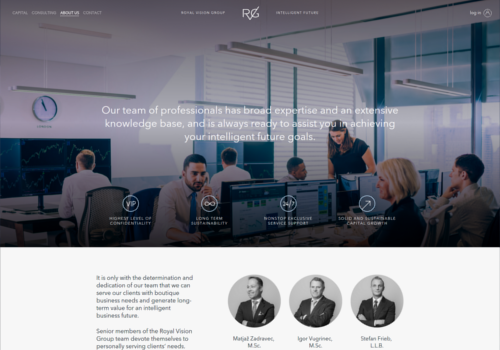 CAPITAL CONSULTING ABOUT US CONTACT
ROYAL VISION GROUP
INTELLIGENT FUTURE
log in
Our team of professionals has broad expertise and an extensive
knowledge base, and is always ready to assist you in achieving
your intelligent future goals.
VIP
24/7
HIGHEST LEVEL OF
CONFIDENTIALITY
LONG TERM
SUSTAINABILITY
NONSTOP EXCLUSIVE
SERVICE SUPPORT
SOLID AND SUSTAINABLE
CAPITAL GROWTH
It is only with the determination and
dedication of our team that we can
serve our clients with boutique
business needs and generate long-
term value for an intelligent
business future.
Senior members of the Royal Vision
Group team devote themselves to
personally serving clients' needs.
Matjaž Zadravec,
M.Sc.
Igor Vugrinec,
M.Sc.
Stefan Frieb,
L.L.B.